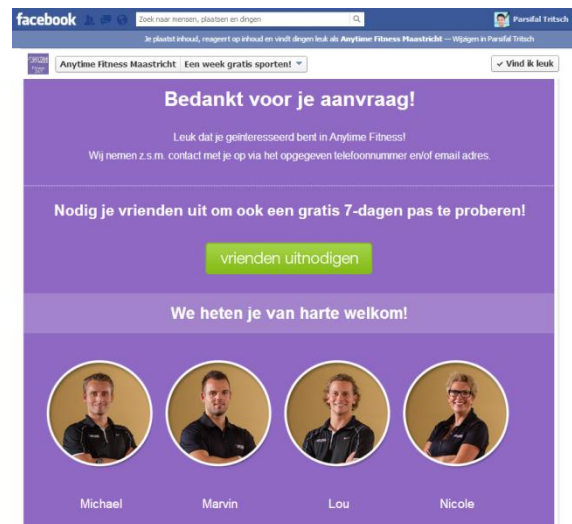 facebook
Zoek naar mensen, plaatsen en dingen
Parsifal Tritsch
Je plaatst inhoud, reageert op inhoud en vindt dingen leuk als Anytime Fitness Maastricht — Wijzigen in Parsifal Tritsch
Anytime Fitness Maastricht Een week gratis sporten!
Vind ik leuk
Bedankt voor je aanvraag!
Leuk dat je geïnteresseerd bent in Anytime Fitness!
Wij nemen z.s.m. contact met je op via het opgegeven telefoonnummer en/of email adres.
Nodig je vrienden uit om ook een gratis 7-dagen pas te proberen!
vrienden uitnodigen
We heten je van harte welkom!
Michael Marvin Lou Nicole